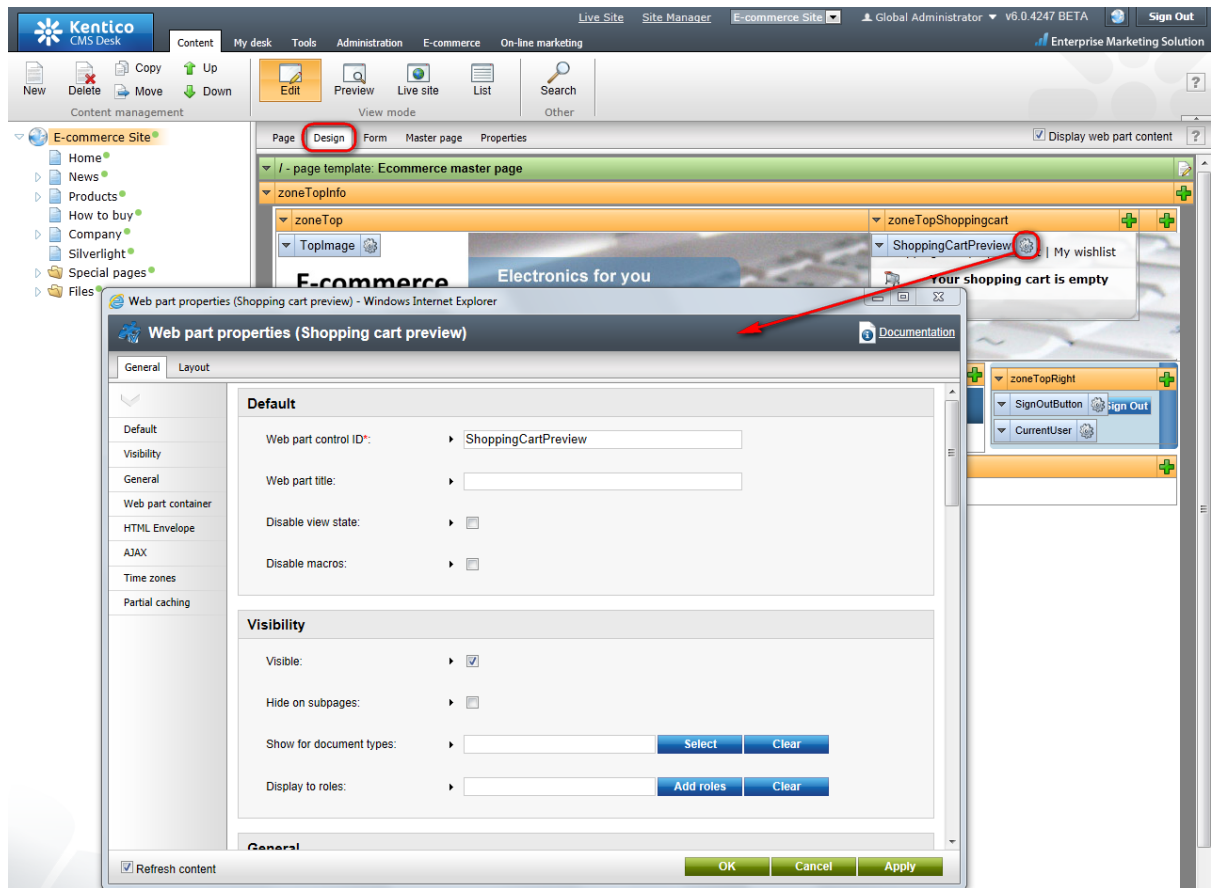 Kentico
CMS Desk
Live Site Site Manager E-commerce Site Global Administrator v6.0.4247 BETA Sign Out
Content My desk Tools Administration E-commerce On-line marketing Enterprise Marketing Solution
New Delete Copy Move Up Down
Content management
Edit Preview Live site List
View mode
Search
Other
?
E-commerce Site
Home
News
Products
How to buy
Company
Silverlight
Special pages
Files
Page Design Form Master page Properties Display web part content ?
/ - page template: Ecommerce master page
zoneTopInfo
zoneTop zoneTopShoppingcart
TopImage ShoppingCartPreview | My wishlist
E-commerce Electronics for you Your shopping cart is empty
zoneTopRight
SignOutButton Sign Out
CurrentUser
Web part properties (Shopping cart preview) - Windows Internet Explorer
Web part properties (Shopping cart preview) Documentation
General Layout
Default
Visibility
General
Web part container
HTML Envelope
AJAX
Time zones
Partial caching
Default
Web part control ID*: ShoppingCartPreview
Web part title:
Disable view state:
Disable macros:
Visibility
Visible:
Hide on subpages:
Show for document types: Select Clear
Display to roles: Add roles Clear
General
Refresh content OK Cancel Apply